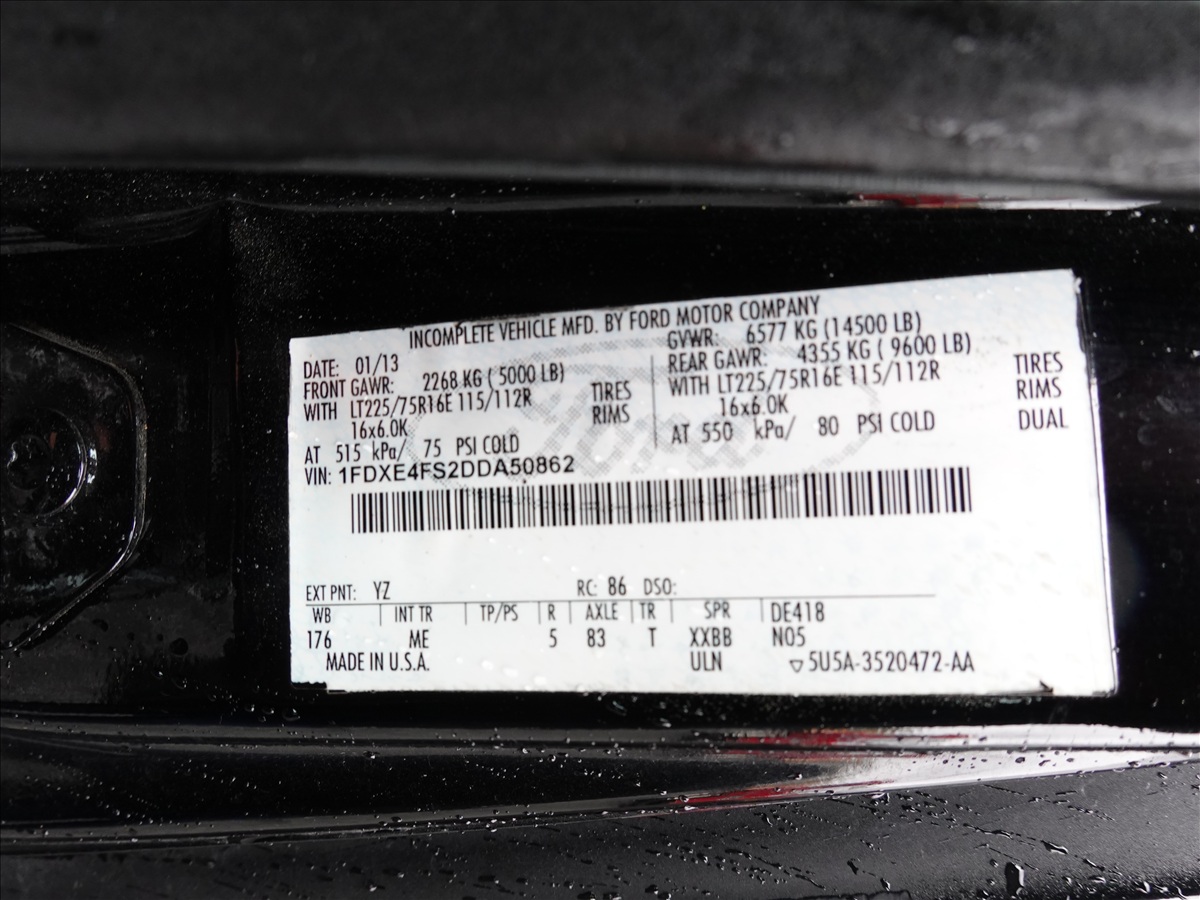 INCOMPLETE VEHICLE MFD. BY FORD MOTOR COMPANY
DATE: 01/13
FRONT GAWR: 2268 KG ( 5000 LB)
WITH LT225/75R16E 115/112R TIRES
16x6.0K RIMS
AT 515 kPa/ 75 PSI COLD
GVWR: 6577 KG (14500 LB)
REAR GAWR: 4355 KG ( 9600 LB)
WITH LT225/75R16E 115/112R TIRES
16x6.0K RIMS
AT 550 kPa/ 80 PSI COLD DUAL
VIN: 1FDXE4FS2DDA50862
Ford
EXT PNT: YZ RC: 86 DSO:
WB INT TR TP/PS R AXLE TR SPR DE418
176 ME 5 83 T XXBB N05
MADE IN U.S.A. ULN 5U5A-3520472-AA